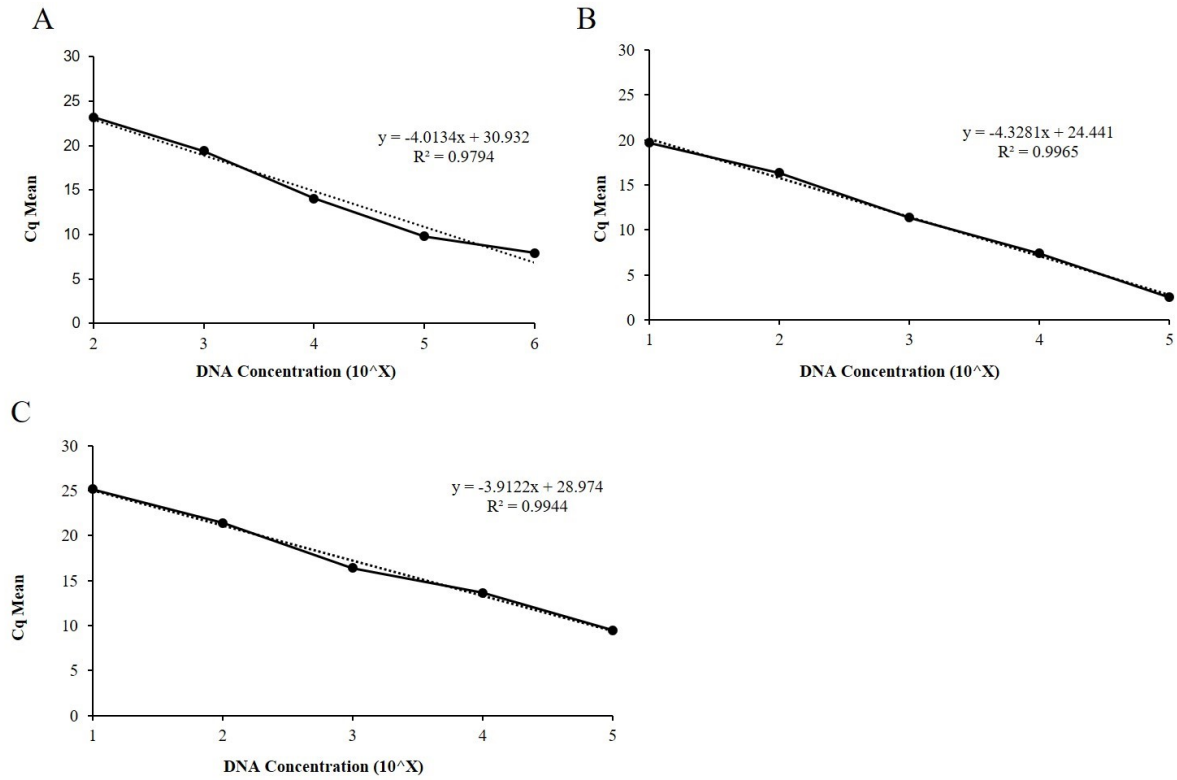 A
30
25
20
15
10
5
0
Cq Mean
y = -4.0134x + 30.932
R² = 0.9794
2 3 4 5 6
DNA Concentration (10^X)
B
30
25
20
15
10
5
0
Cq Mean
y = -4.3281x + 24.441
R² = 0.9965
1 2 3 4 5
DNA Concentration (10^X)
C
30
25
20
15
10
5
0
Cq Mean
y = -3.9122x + 28.974
R² = 0.9944
1 2 3 4 5
DNA Concentration (10^X)